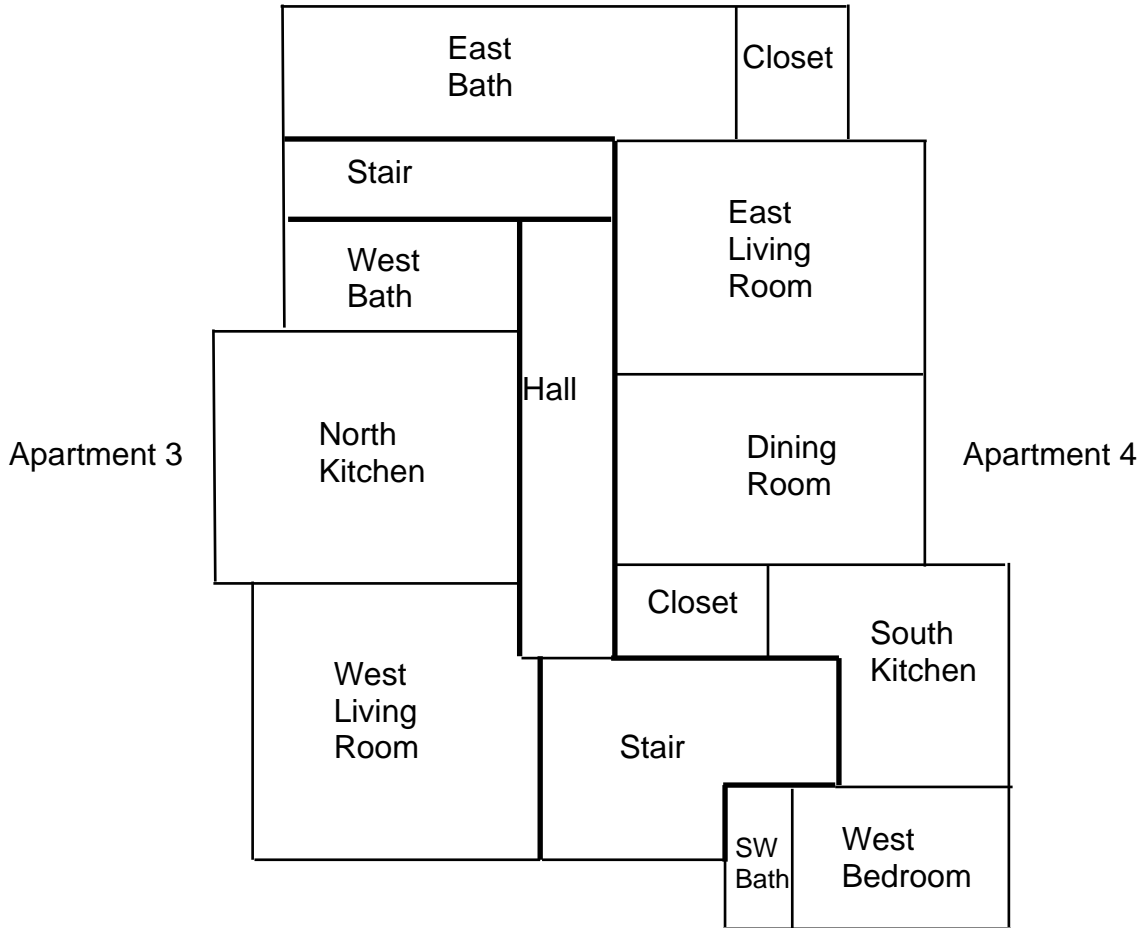 East
Bath
Closet
Stair
East
Living
Room
West
Bath
Hall
North
Kitchen
Apartment 3
Dining
Room
Apartment 4
Closet
South
Kitchen
West
Living
Room
Stair
SW
Bath
West
Bedroom